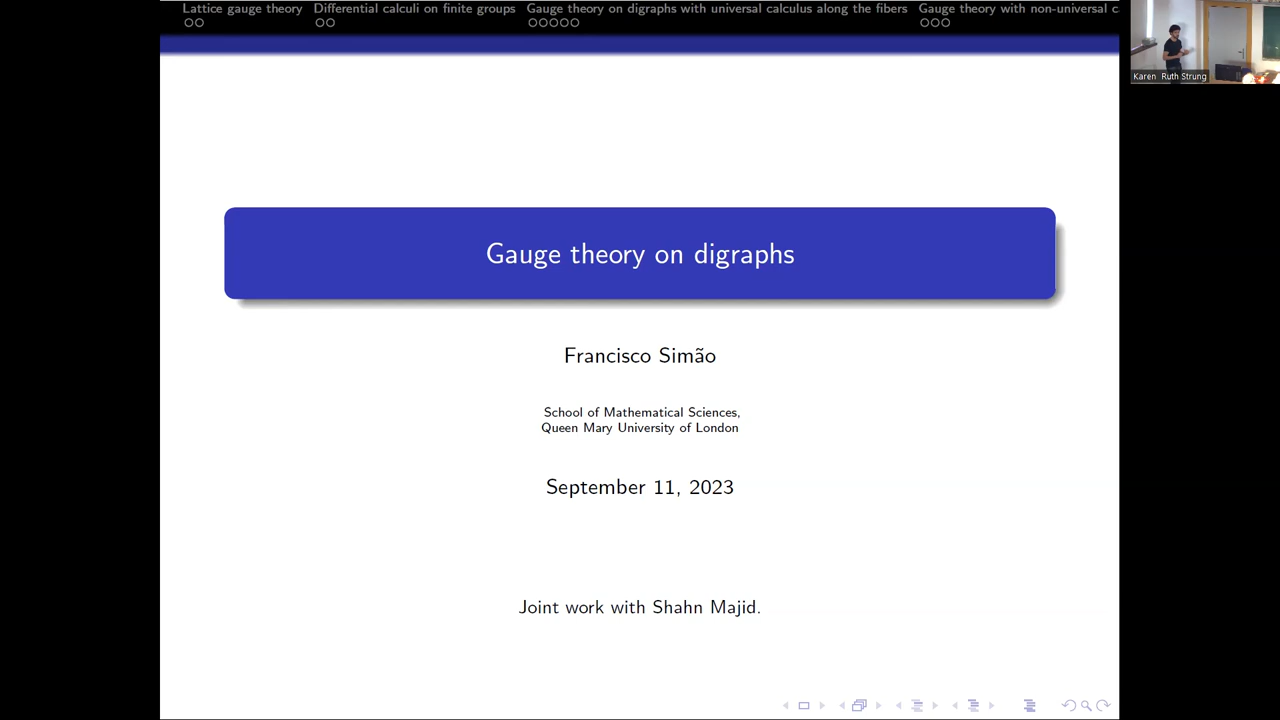 Lattice gauge theory
Differential calculi on finite groups
Gauge theory on digraphs with universal calculus along the fibers
Gauge theory with non-universal c
Karen Ruth Strung
Gauge theory on digraphs
Francisco Simão
School of Mathematical Sciences,
Queen Mary University of London
September 11, 2023
Joint work with Shahn Majid.